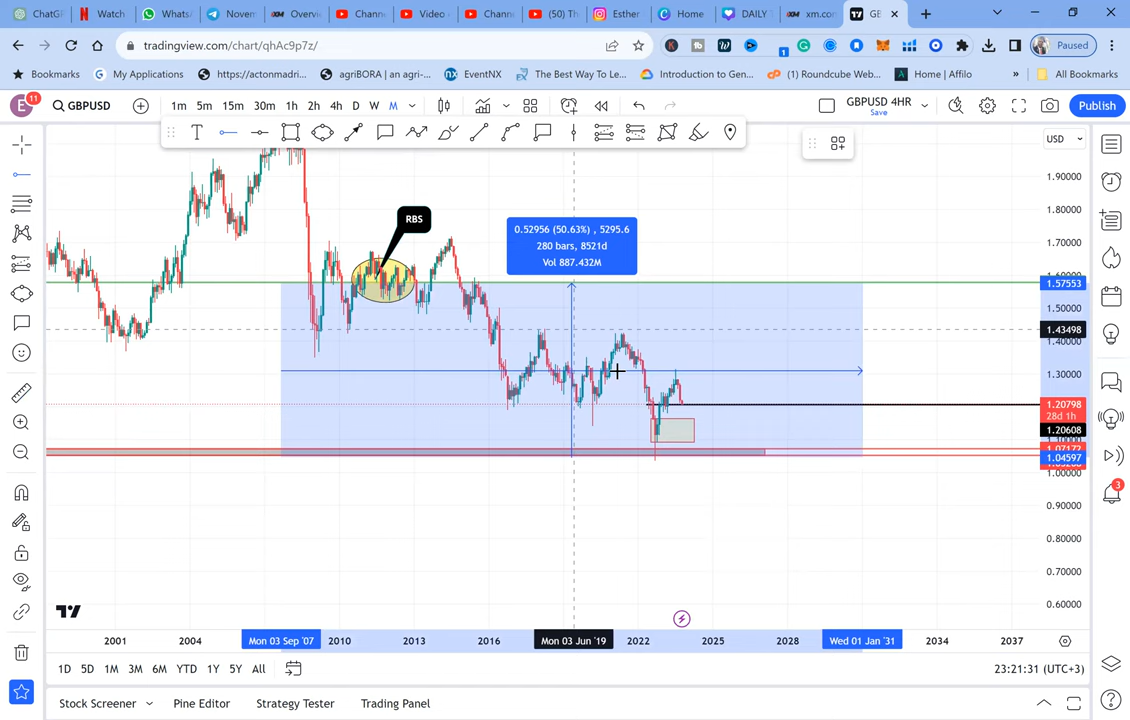 ChatGP
Watch
Whats
Novem
Overvi
Chann
Video
Chann
(50) Th
Esther
Home
DAILY
xm.con
GB
tradingview.com/chart/qhAc9p7z/
Paused
Bookmarks
My Applications
https://actonmadri...
agriBORA | an agri-...
EventNX
The Best Way To Le...
Introduction to Gen...
(1) Roundcube Web...
Home | Affilo
»
All Bookmarks
E
11
GBPUSD
1m 5m 15m 30m 1h 2h 4h D W M
GBPUSD 4HR
Save
Publish
USD
1.90000
1.80000
RBS
1.70000
0.52956 (50.63%) , 5295.6
280 bars, 8521d
Vol 887.432M
1.57553
1.50000
1.43498
1.40000
1.30000
1.20798
28d 1h
1.20608
1.04597
1.00000
0.90000
0.80000
0.70000
0.60000
3
2001 2004 Mon 03 Sep '07 2010 2013 2016 Mon 03 Jun '19 2022 2025 2028 Wed 01 Jan '31 2034 2037
1D 5D 1M 3M 6M YTD 1Y 5Y All
23:21:31 (UTC+3)
Stock Screener
Pine Editor
Strategy Tester
Trading Panel